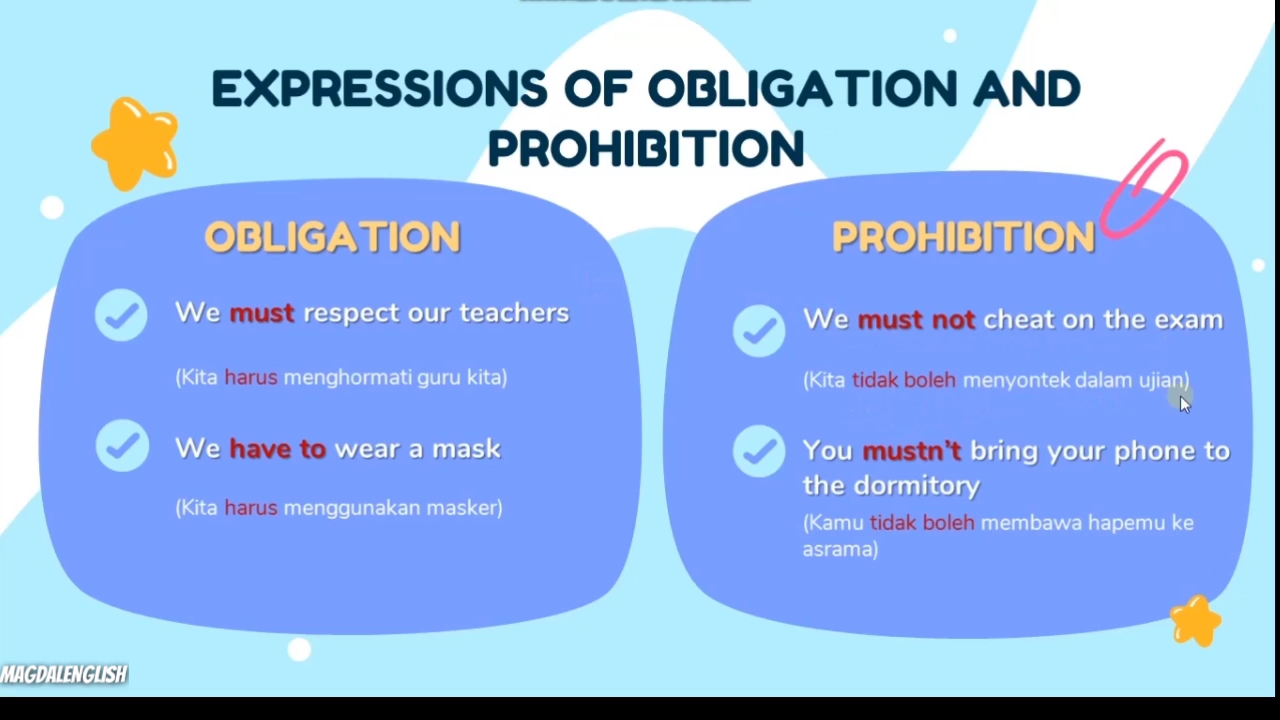 EXPRESSIONS OF OBLIGATION AND
PROHIBITION
OBLIGATION
We must respect our teachers
(Kita harus menghormati guru kita)
We have to wear a mask
(Kita harus menggunakan masker)
PROHIBITION
We must not cheat on the exam
(Kita tidak boleh menyontek dalam ujian)
You mustn't bring your phone to
the dormitory
(Kamu tidak boleh membawa hapemu ke
asrama)
MAGDALENGLISH